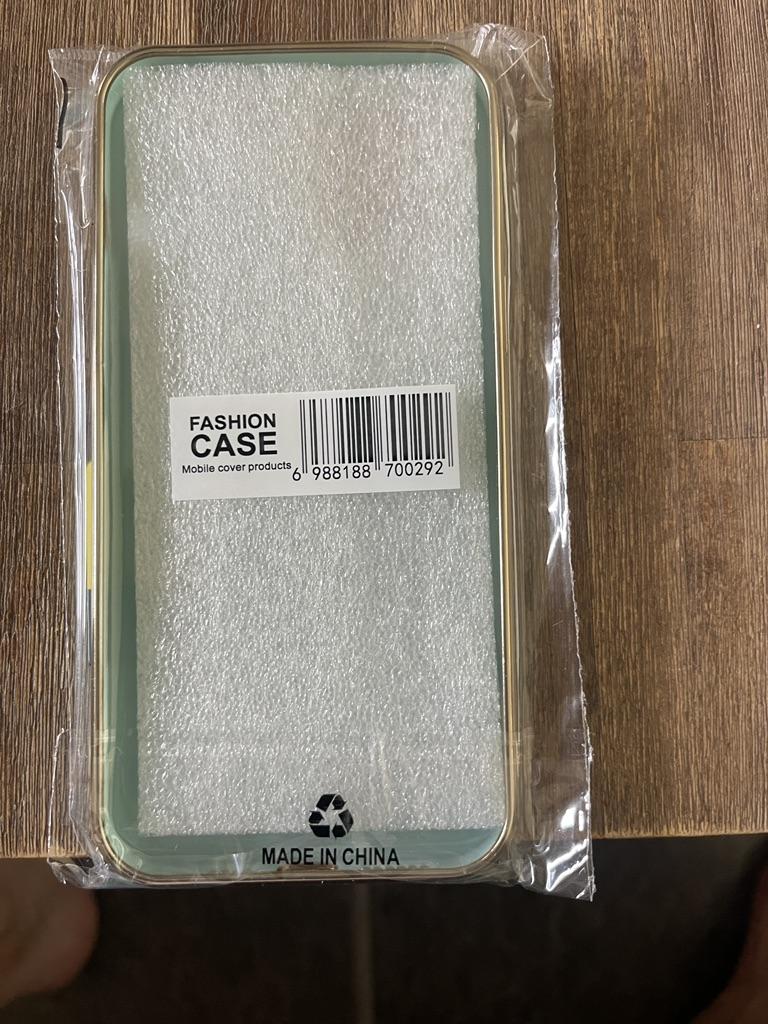 FASHION
CASE
Mobile cover products
6 988188 700292
MADE IN CHINA